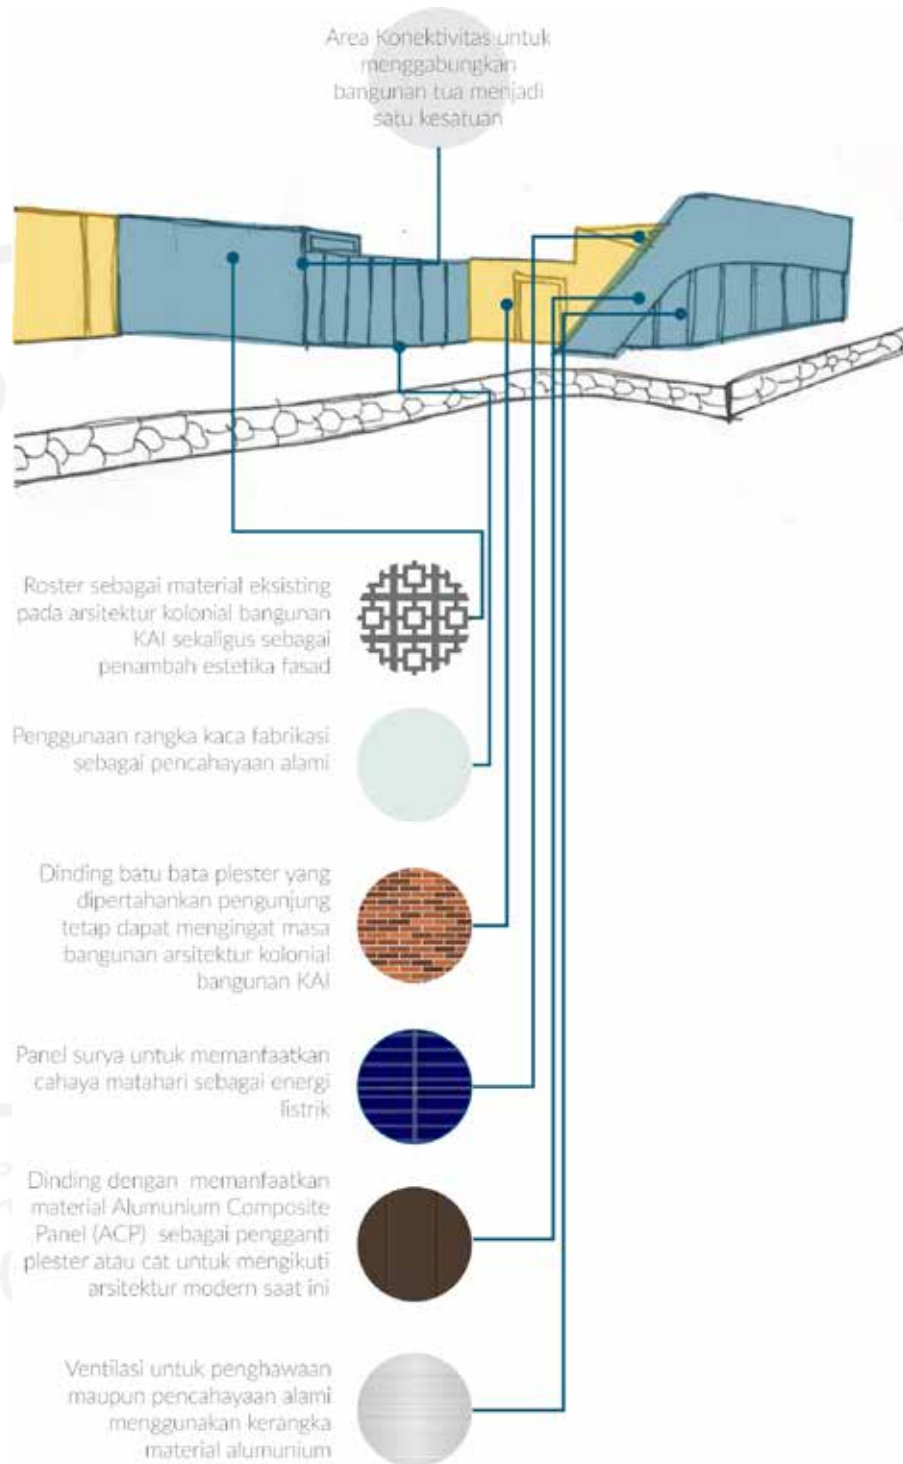 Area Konektivitas untuk
menggabungkan
bangunan tua menjadi
satu kesatuan
Roster sebagai material eksisting
pada arsitektur kolonial bangunan
KAI sekaligus sebagai
penambah estetika fasad
Penggunaan rangka kaca fabrikasi
sebagai pencahayaan alami
Dinding batu bata plester yang
dipertahankan pengunjung
tetap dapat mengingat masa
bangunan arsitektur kolonial
bangunan KAI
Panel surya untuk memanfaatkan
cahaya matahari sebagai energi
listrik
Dinding dengan memanfaatkan
material Alumunium Composite
Panel (ACP) sebagai pengganti
plester atau cat untuk mengikuti
arsitektur modern saat ini
Ventilasi untuk penghawaan
maupun pencahayaan alami
menggunakan kerangka
material alumunium